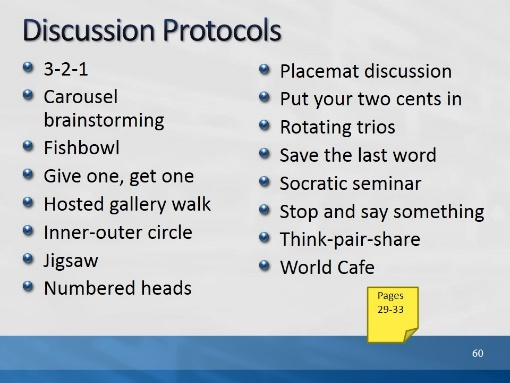 Discussion Protocols
3-2-1
Carousel
brainstorming
Fishbowl
Give one, get one
Hosted gallery walk
Inner-outer circle
Jigsaw
Numbered heads
Placemat discussion
Put your two cents in
Rotating trios
Save the last word
Socratic seminar
Stop and say something
Think-pair-share
World Cafe
Pages
29-33
60